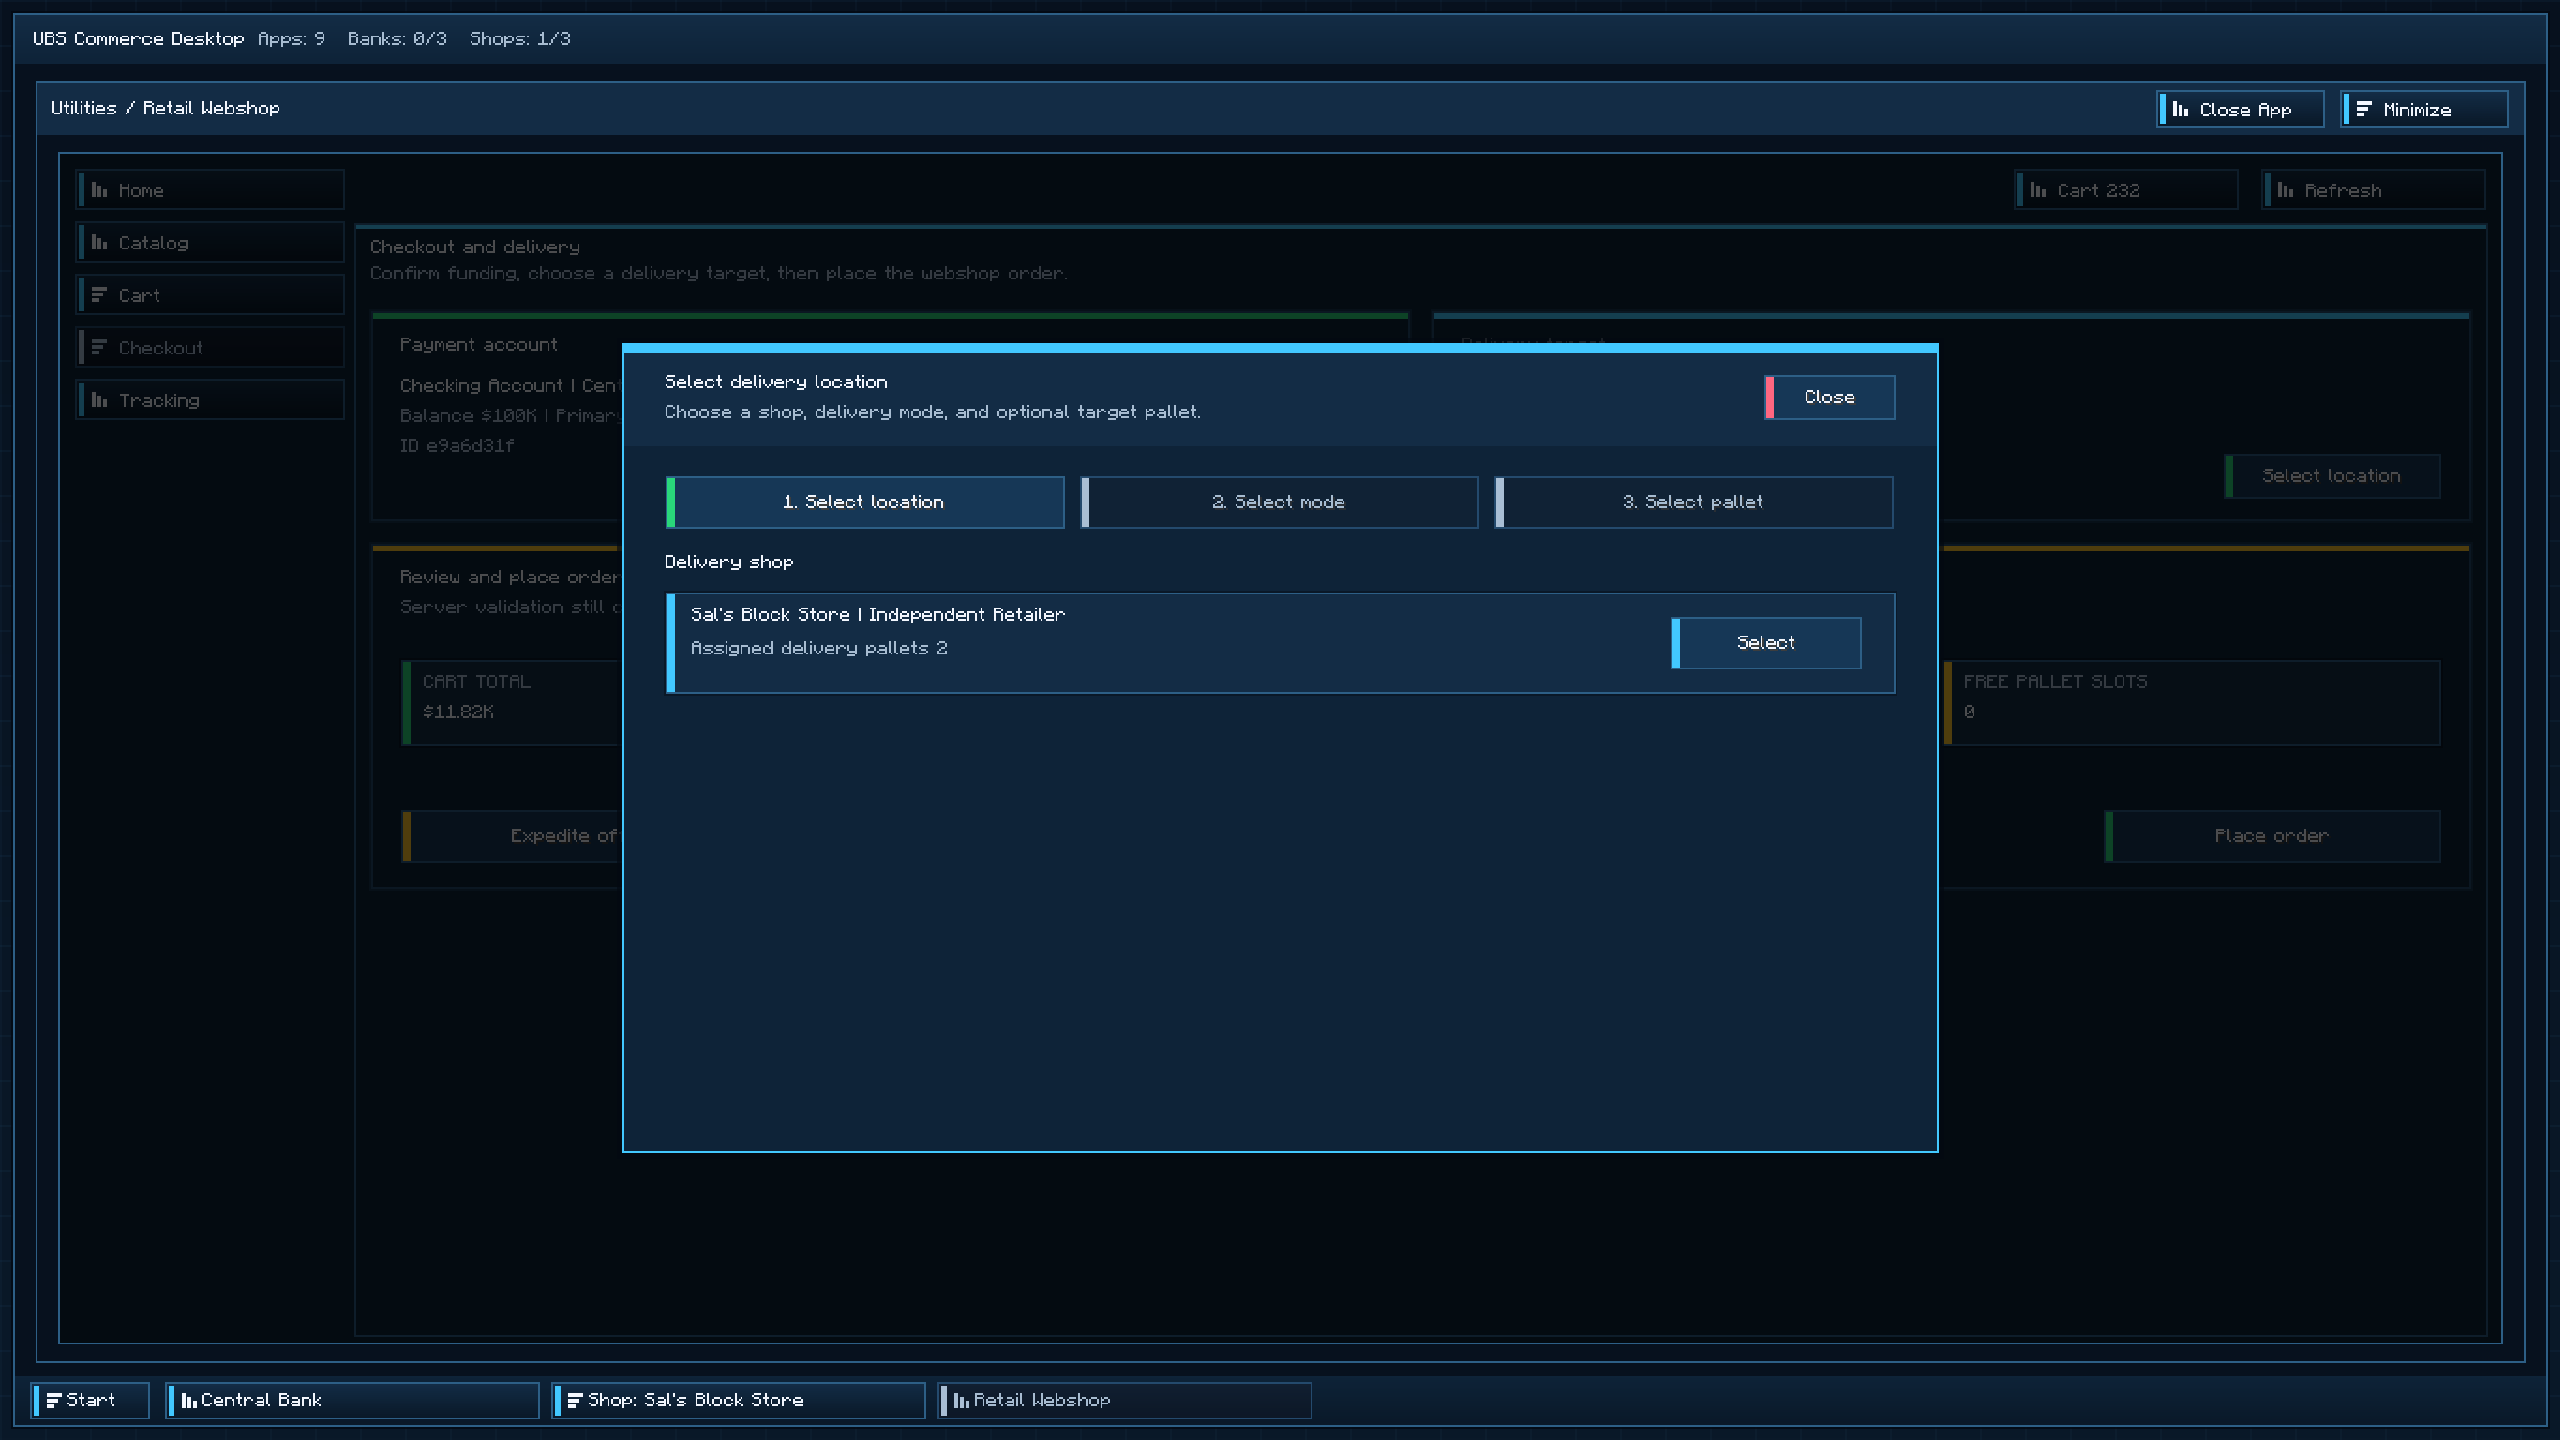 UBS Commerce Desktop Apps: 9 Banks: 0/3 Shops: 1/3
Utilities / Retail Webshop
Close App
Minimize
Home
Catalog
Cart
Checkout
Tracking
Cart 232
Refresh
Checkout and delivery
Confirm funding, choose a delivery target, then place the webshop order.
Payment account
Checking Account | Cent
Balance $100K | Primary
ID e9a6d31f
Select location
Review and place order
Server validation still
CART TOTAL
$11.82K
FREE PALLET SLOTS
0
Expedite of
Place order
Select delivery location
Choose a shop, delivery mode, and optional target pallet.
Close
1. Select location
2. Select mode
3. Select pallet
Delivery shop
Sal's Block Store | Independent Retailer
Assigned delivery pallets 2
Select
Start
Central Bank
Shop: Sal's Block Store
Retail Webshop